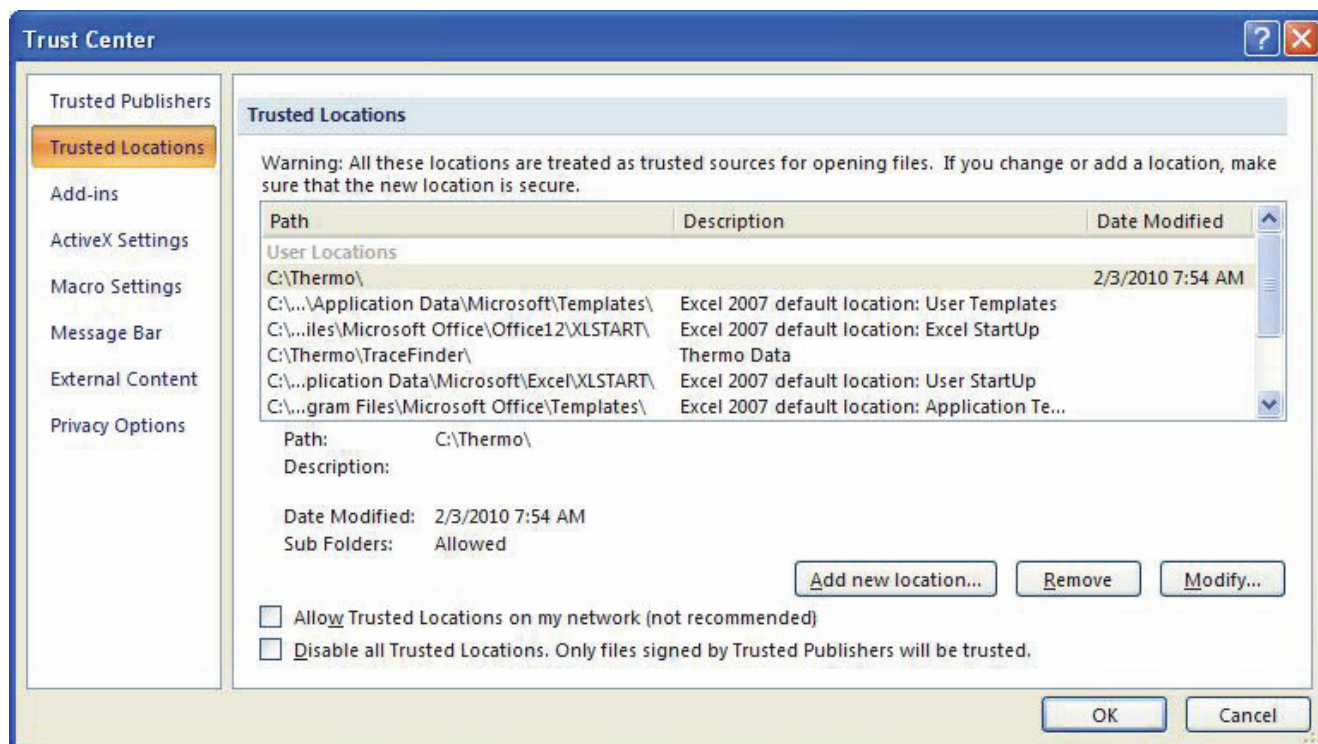 Trust Center
Trusted Publishers
Trusted Locations
Add-ins
ActiveX Settings
Macro Settings
Message Bar
External Content
Privacy Options
Trusted Locations
Warning: All these locations are treated as trusted sources for opening files. If you change or add a location, make
sure that the new location is secure.
Path Description Date Modified
User Locations
C:\Thermo\ 2/3/2010 7:54 AM
C:\...\Application Data\Microsoft\Templates\ Excel 2007 default location: User Templates
C:\...iles\Microsoft Office\Office12\XLSTART\ Excel 2007 default location: Excel StartUp
C:\Thermo\TraceFinder\ Thermo Data
C:\...plication Data\Microsoft\Excel\XLSTART\ Excel 2007 default location: User StartUp
C:\...gram Files\Microsoft Office\Templates\ Excel 2007 default location: Application Te...
Path: C:\Thermo\
Description:
Date Modified: 2/3/2010 7:54 AM
Sub Folders: Allowed
Add new location... Remove Modify...
Allow Trusted Locations on my network (not recommended)
Disable all Trusted Locations. Only files signed by Trusted Publishers will be trusted.
OK Cancel